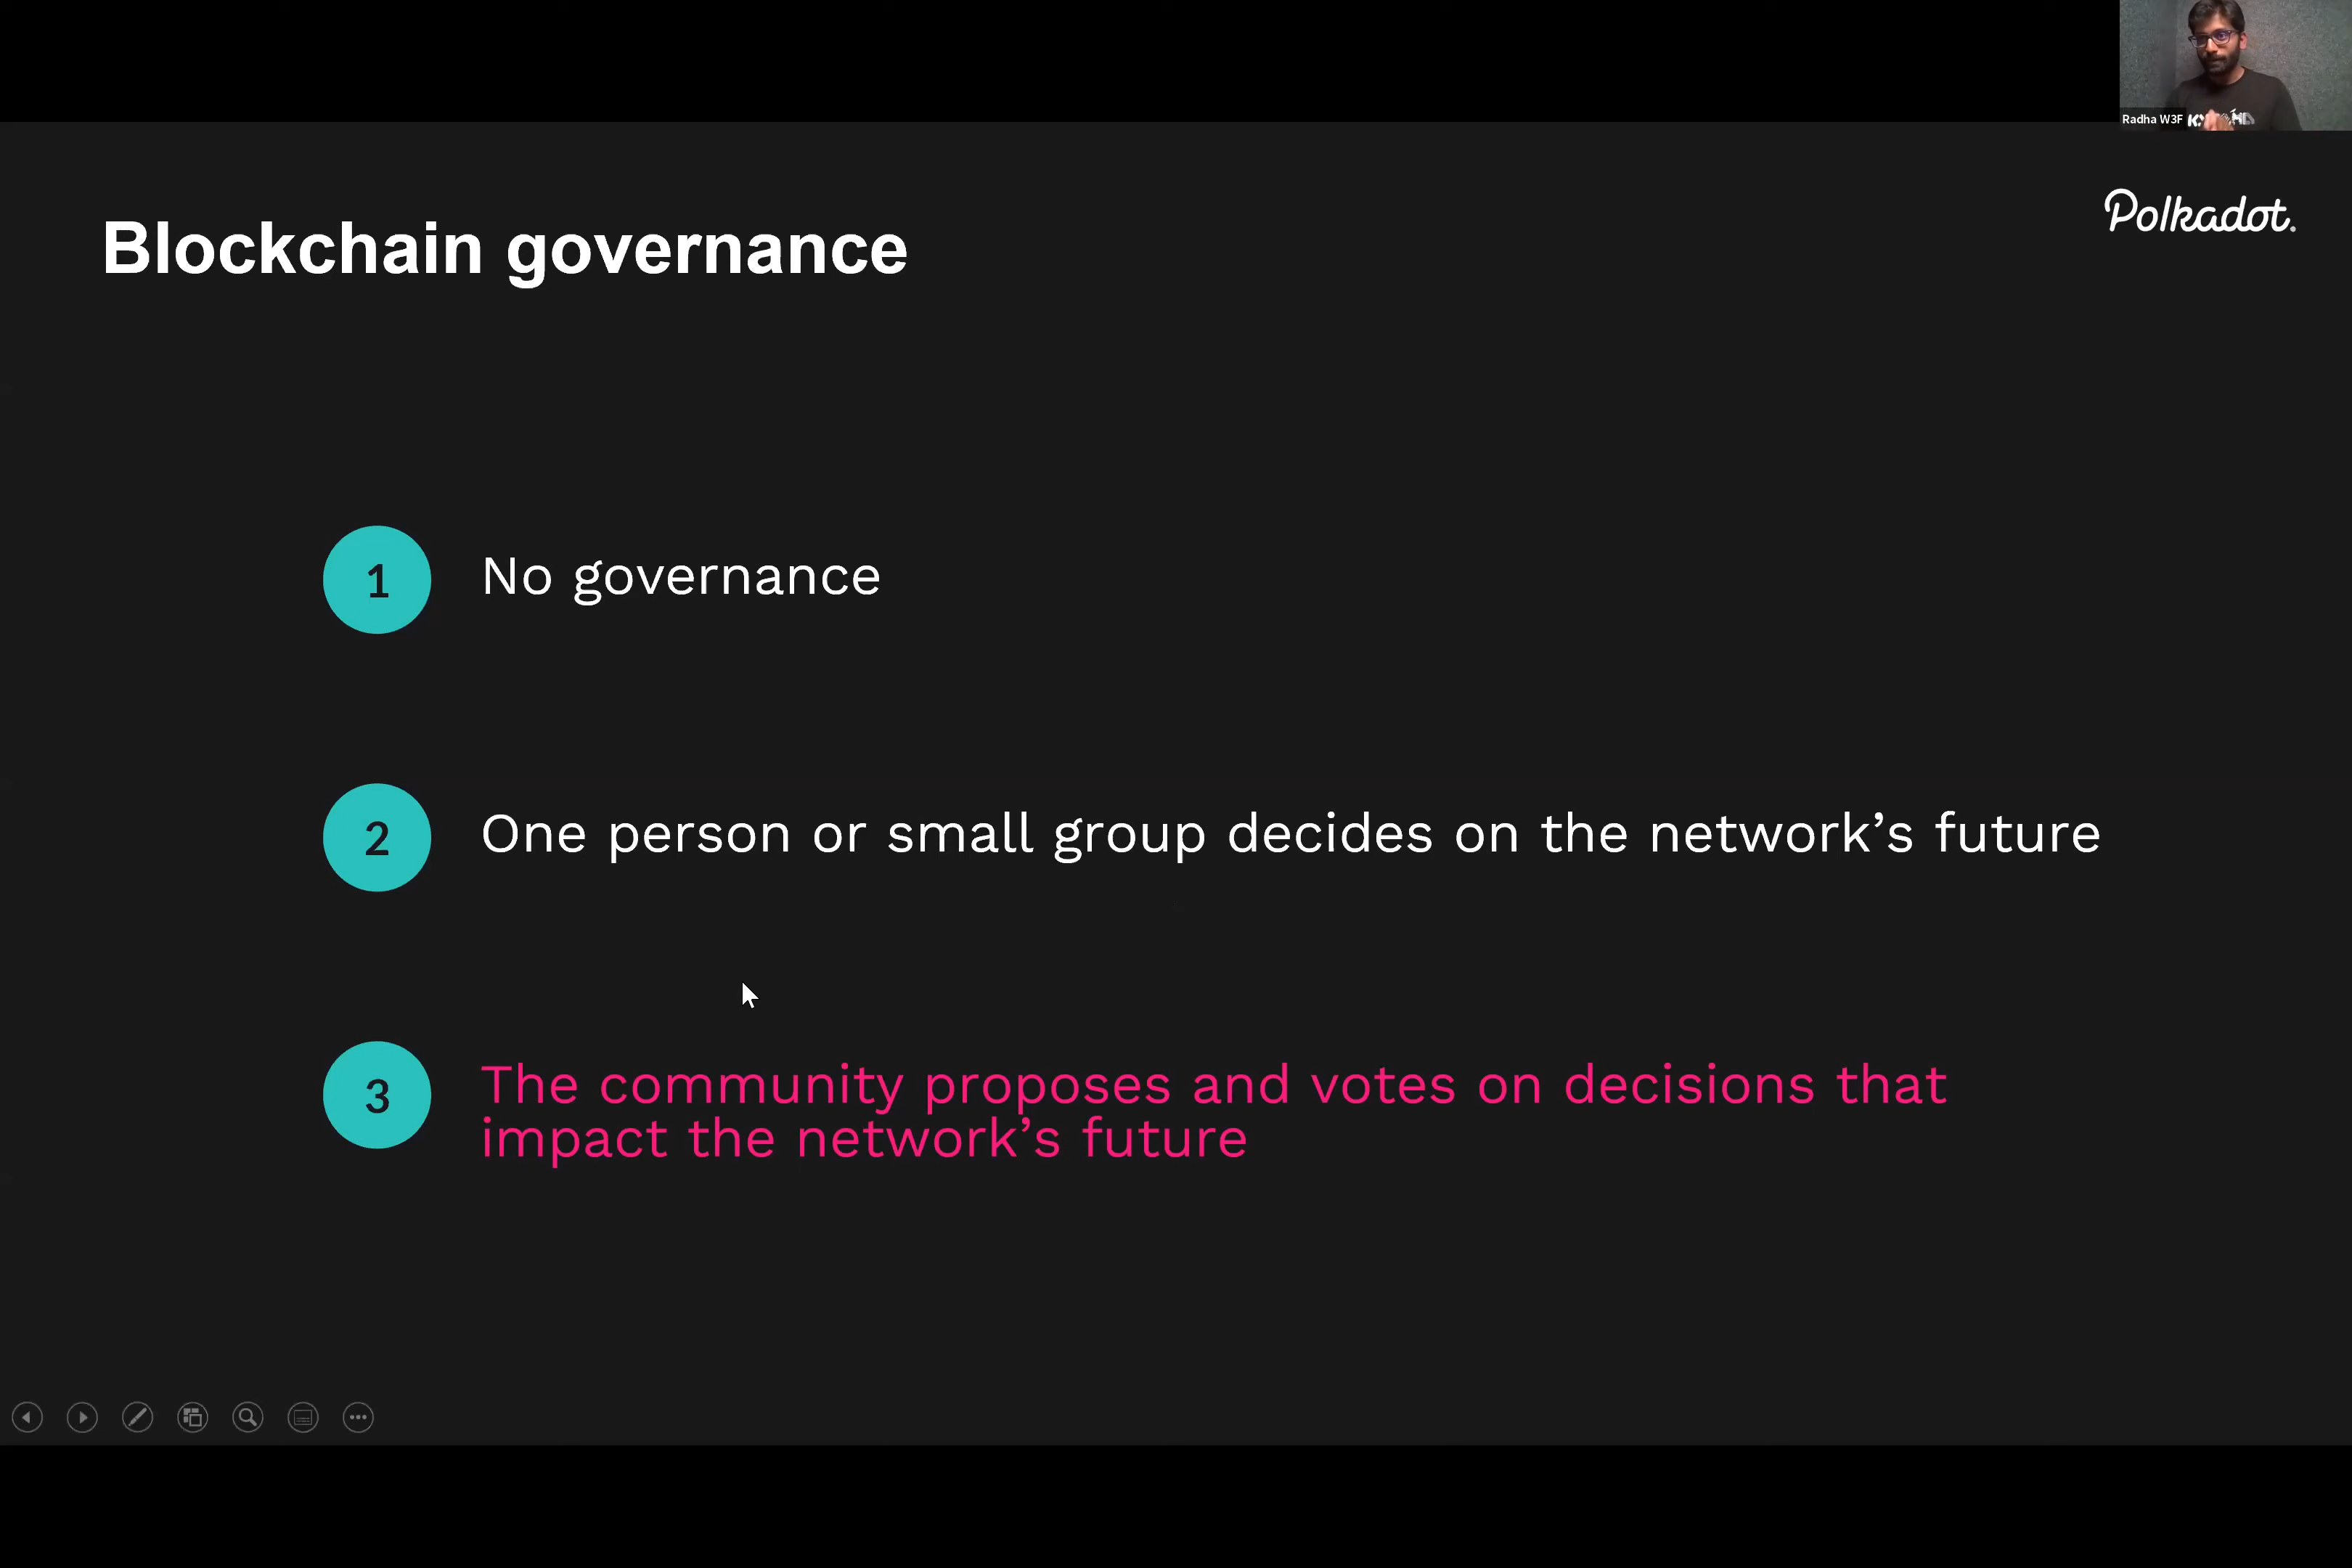 Radha W3F
Polkadot.
Blockchain governance
1 No governance
2 One person or small group decides on the network’s future
3 The community proposes and votes on decisions that
impact the network’s future